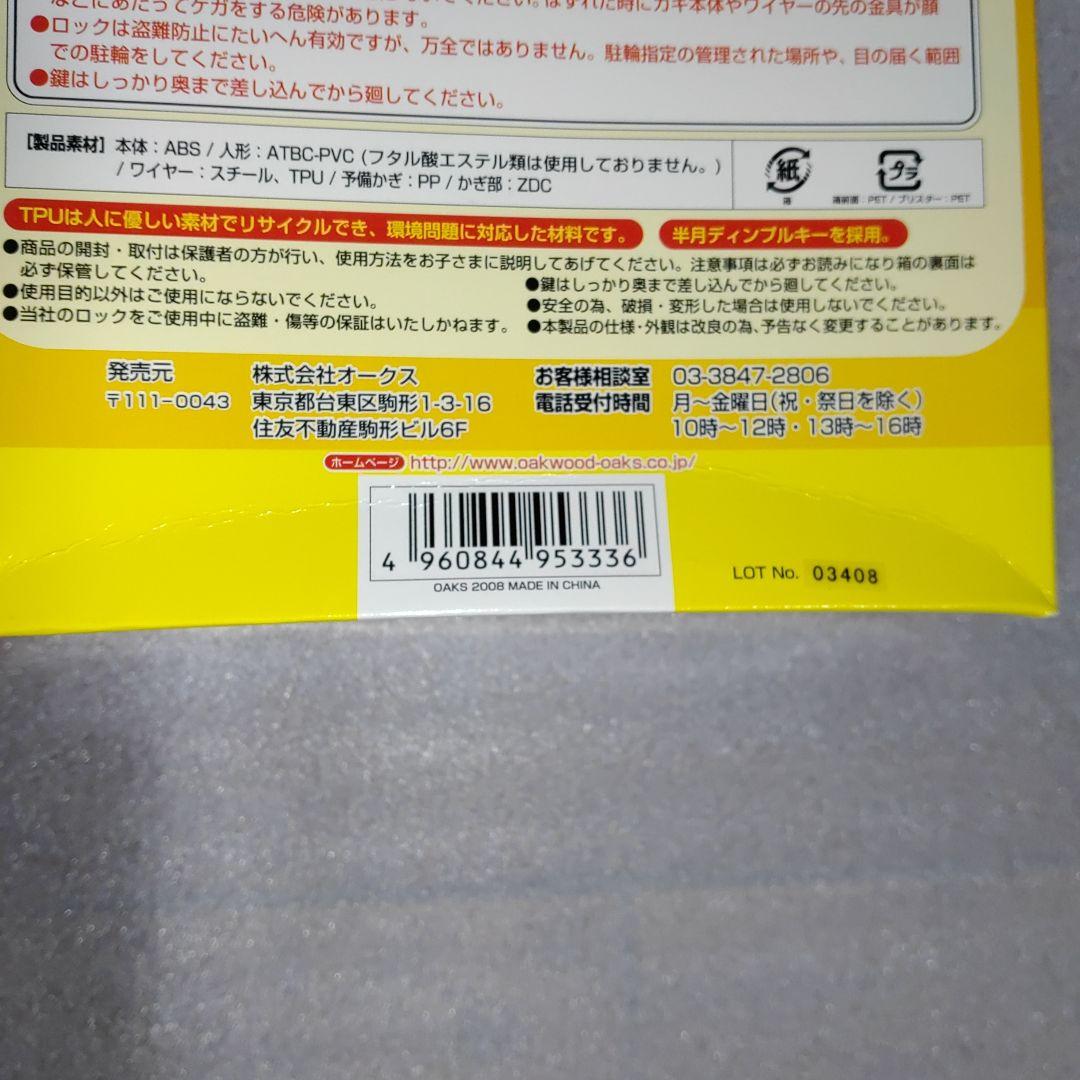 などにあたってケガをする危険があります。
●ロックは盗難防止にたいへん有効ですが、万全ではありません。駐輪指定の管理された場所や、目の届く範囲
での駐輪をしてください。
●鍵はしっかり奥まで差し込んでから廻してください。
【製品素材】本体：ABS / 人形：ATBC-PVC (フタル酸エステル類は使用しておりません。)
/ ワイヤー：スチール、TPU / 予備かぎ：PP / かぎ部：ZDC
紙
箱
プラ
箱前面：PET / ブリスター：PET
TPUは人に優しい素材でリサイクルでき、環境問題に対応した材料です。
半月ディンプルキーを採用。
●商品の開封・取付は保護者の方が行い、使用方法をお子さまに説明してあげてください。注意事項は必ずお読みになり箱の裏面は
必ず保管してください。
●使用目的以外はご使用にならないでください。
●当社のロックをご使用中に盗難・傷等の保証はいたしかねます。
●鍵はしっかり奥まで差し込んでから廻してください。
●安全の為、破損・変形した場合は使用しないでください。
●本製品の仕様・外観は改良の為、予告なく変更することがあります。
発売元 株式会社オークス
〒111-0043 東京都台東区駒形1-3-16
住友不動産駒形ビル6F
お客様相談室 03-3847-2806
電話受付時間 月～金曜日(祝・祭日を除く)
10時～12時・13時～16時
ホームページ http://www.oakwood-oaks.co.jp/
4 960844 953336
OAKS 2008 MADE IN CHINA
LOT No. 03408